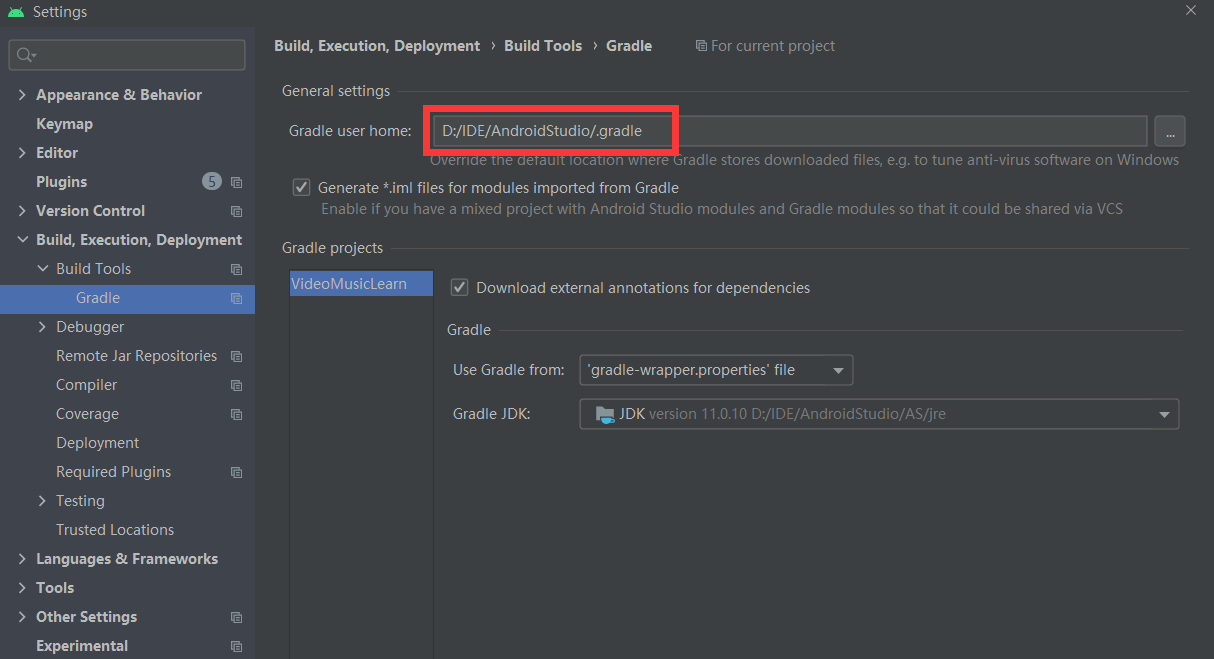 Settings
Appearance & Behavior
Keymap
Editor
Plugins 5
Version Control
Build, Execution, Deployment
Build Tools
Gradle
Debugger
Remote Jar Repositories
Compiler
Coverage
Deployment
Required Plugins
Testing
Trusted Locations
Languages & Frameworks
Tools
Other Settings
Experimental
Build, Execution, Deployment › Build Tools › Gradle For current project
General settings
Gradle user home: D:/IDE/AndroidStudio/.gradle ...
Override the default location where Gradle stores downloaded files, e.g. to tune anti-virus software on Windows
Generate *.iml files for modules imported from Gradle
Enable if you have a mixed project with Android Studio modules and Gradle modules so that it could be shared via VCS
Gradle projects
VideoMusicLearn
Download external annotations for dependencies
Gradle
Use Gradle from: 'gradle-wrapper.properties' file
Gradle JDK: JDK version 11.0.10 D:/IDE/AndroidStudio/AS/jre